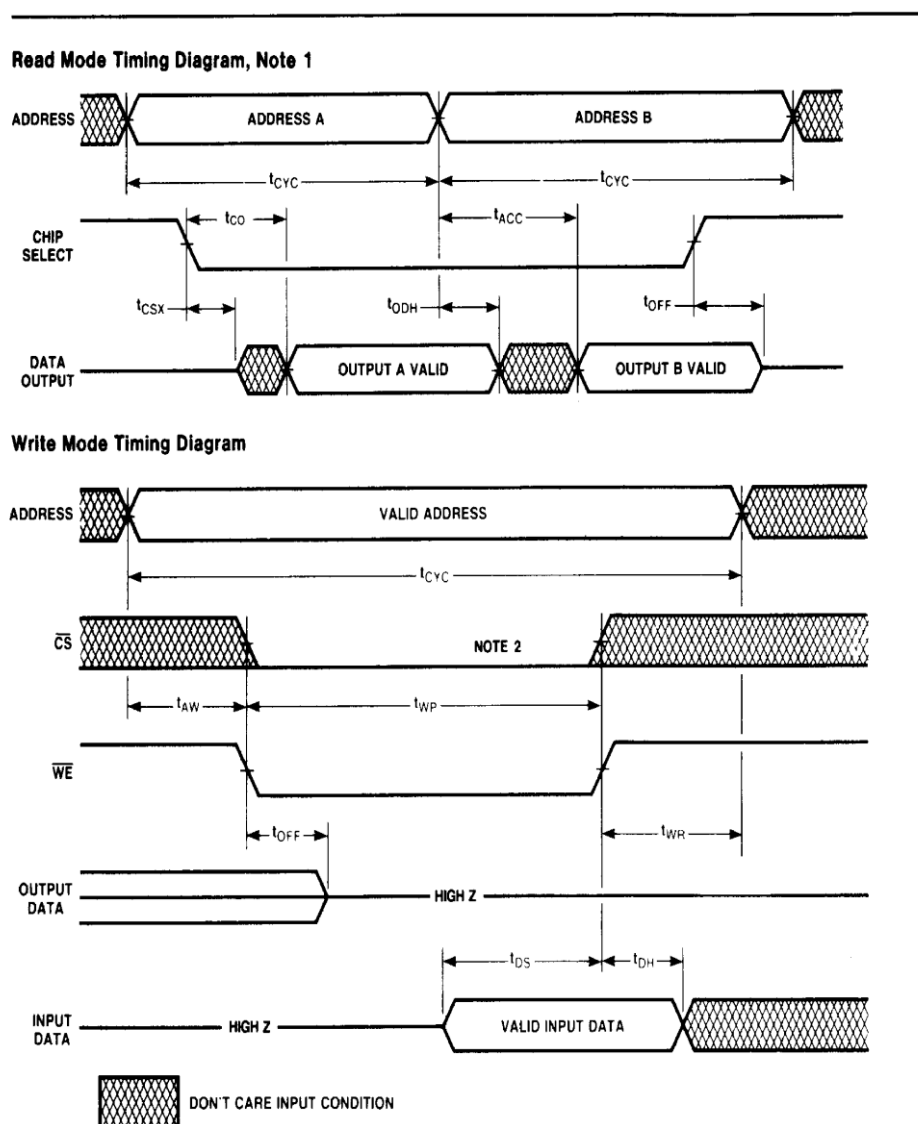 Read Mode Timing Diagram, Note 1
ADDRESS
ADDRESS A
ADDRESS B
tCYC
tCYC
tCO
tACC
CHIP
SELECT
tCSX
tODH
tOFF
DATA
OUTPUT
OUTPUT A VALID
OUTPUT B VALID
Write Mode Timing Diagram
ADDRESS
VALID ADDRESS
tCYC
CS
NOTE 2
tAW
tWP
WE
tOFF
tWR
OUTPUT
DATA
HIGH Z
tDS
tDH
INPUT
DATA
HIGH Z
VALID INPUT DATA
DON'T CARE INPUT CONDITION